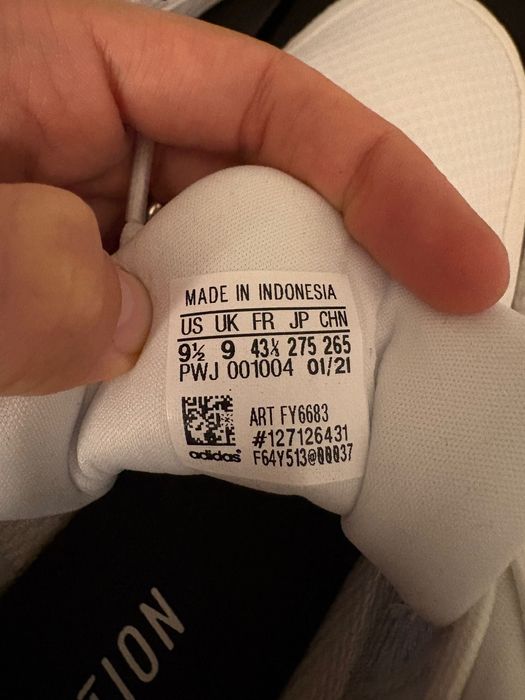 MADE IN INDONESIA
US UK FR JP CHN
9½ 9 43⅓ 275 265
PWJ 001004 01/21
ART FY6683
#127126431
adidas
F64Y513@00037